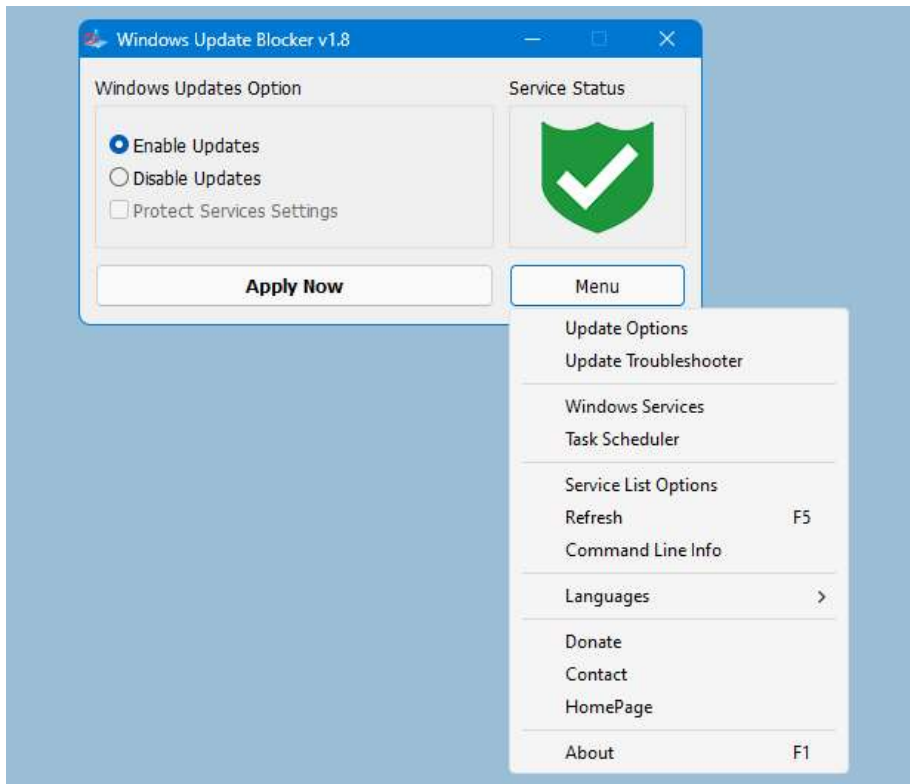 Windows Update Blocker v1.8
Windows Updates Option
Service Status
Enable Updates
Disable Updates
Protect Services Settings
Apply Now
Menu
Update Options
Update Troubleshooter
Windows Services
Task Scheduler
Service List Options
Refresh F5
Command Line Info
Languages
Donate
Contact
HomePage
About F1